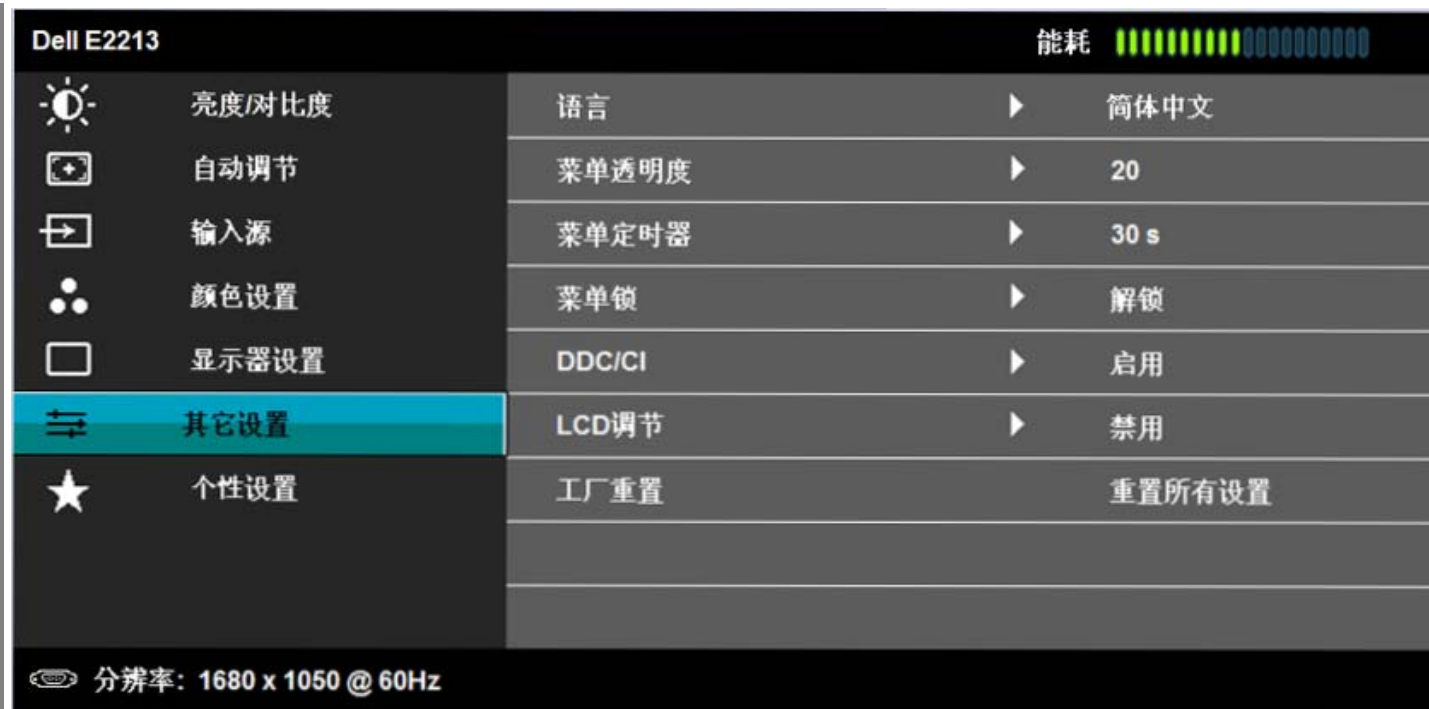 Dell E2213 能耗
亮度/对比度 语言 简体中文
自动调节 菜单透明度 20
输入源 菜单定时器 30 s
颜色设置 菜单锁 解锁
显示器设置 DDC/CI 启用
其它设置 LCD调节 禁用
个性设置 工厂重置 重置所有设置
分辨率: 1680 x 1050 @ 60Hz